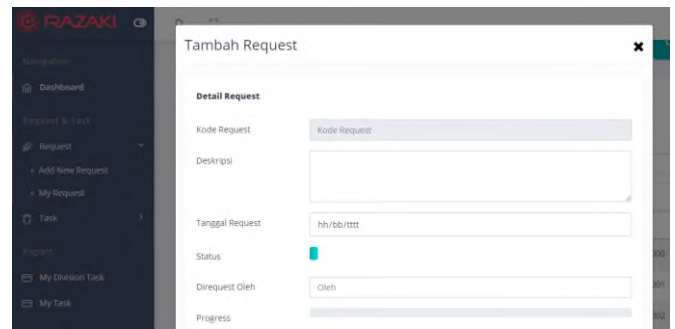 RAZAKI
Tambah Request
Navigation
Dashboard
Detail Request
Request & Task
Kode Request
Kode Request
Request
Deskripsi
Add New Request
My Request
Task
Tanggal Request
hh/bb/tttt
Report
Status
My Division Task
Direquest Oleh
Oleh
My Task
Progress